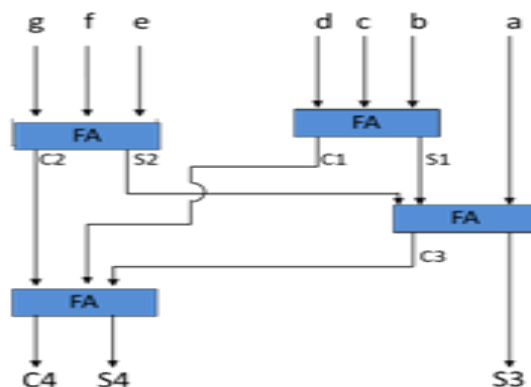 g f e d c b a
FA FA
C2 S2 C1 S1
FA
C3
FA
C4 S4 S3